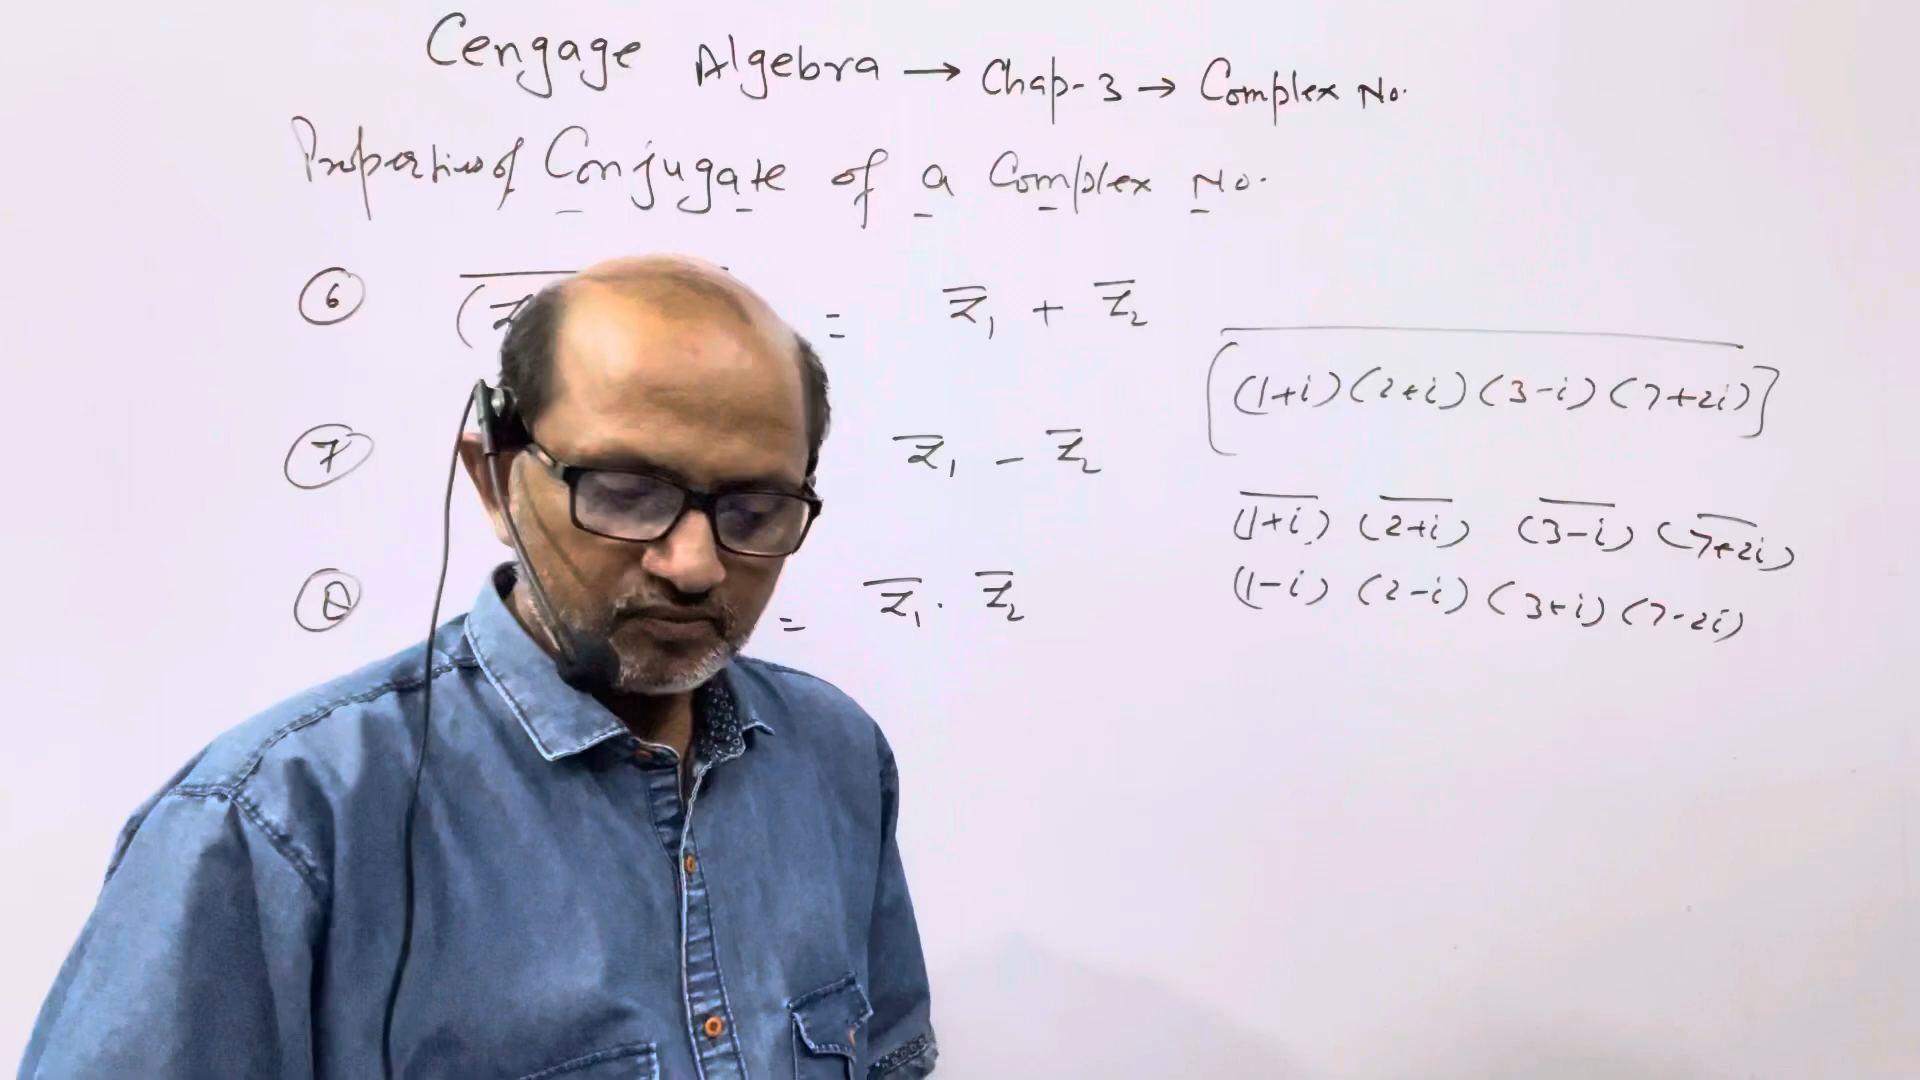 Cengage Algebra → Chap-3 → Complex No.
Properties of Conjugate of a Complex No.
⑥ (z = z̅₁ + z̅₂
⑦ z̅₁ - z̅₂
⑧ = z̅₁ . z̅₂
[(1+i)(2+i)(3-i)(7+2i)]
(1+i) (2+i) (3-i) (7+2i)
(1-i) (2-i) (3+i) (7-2i)